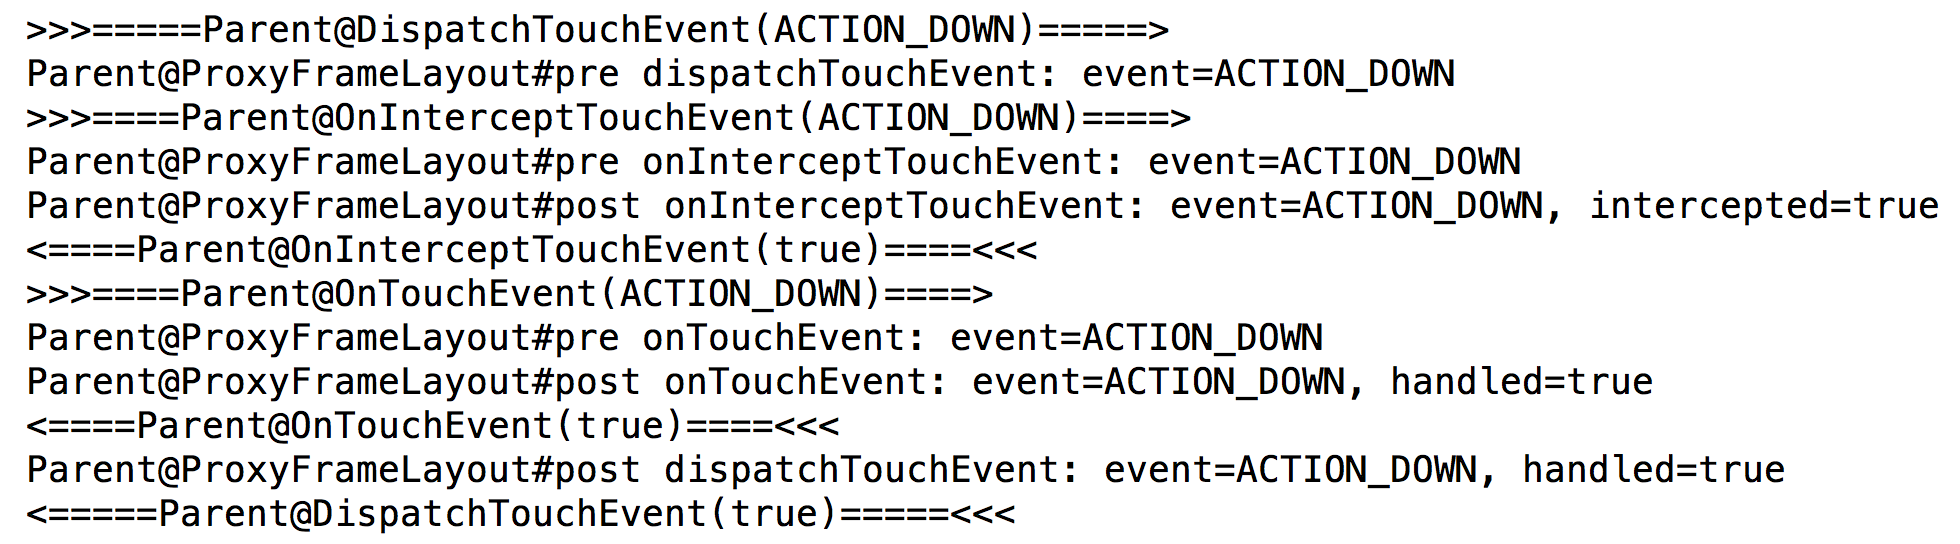 >>>=====Parent@DispatchTouchEvent(ACTION_DOWN)=====>
Parent@ProxyFrameLayout#pre dispatchTouchEvent: event=ACTION_DOWN
>>>====Parent@OnInterceptTouchEvent(ACTION_DOWN)====>
Parent@ProxyFrameLayout#pre onInterceptTouchEvent: event=ACTION_DOWN
Parent@ProxyFrameLayout#post onInterceptTouchEvent: event=ACTION_DOWN, intercepted=true
<====Parent@OnInterceptTouchEvent(true)====<<<
>>>====Parent@OnTouchEvent(ACTION_DOWN)====>
Parent@ProxyFrameLayout#pre onTouchEvent: event=ACTION_DOWN
Parent@ProxyFrameLayout#post onTouchEvent: event=ACTION_DOWN, handled=true
<====Parent@OnTouchEvent(true)====<<<
Parent@ProxyFrameLayout#post dispatchTouchEvent: event=ACTION_DOWN, handled=true
<=====Parent@DispatchTouchEvent(true)=====<<<